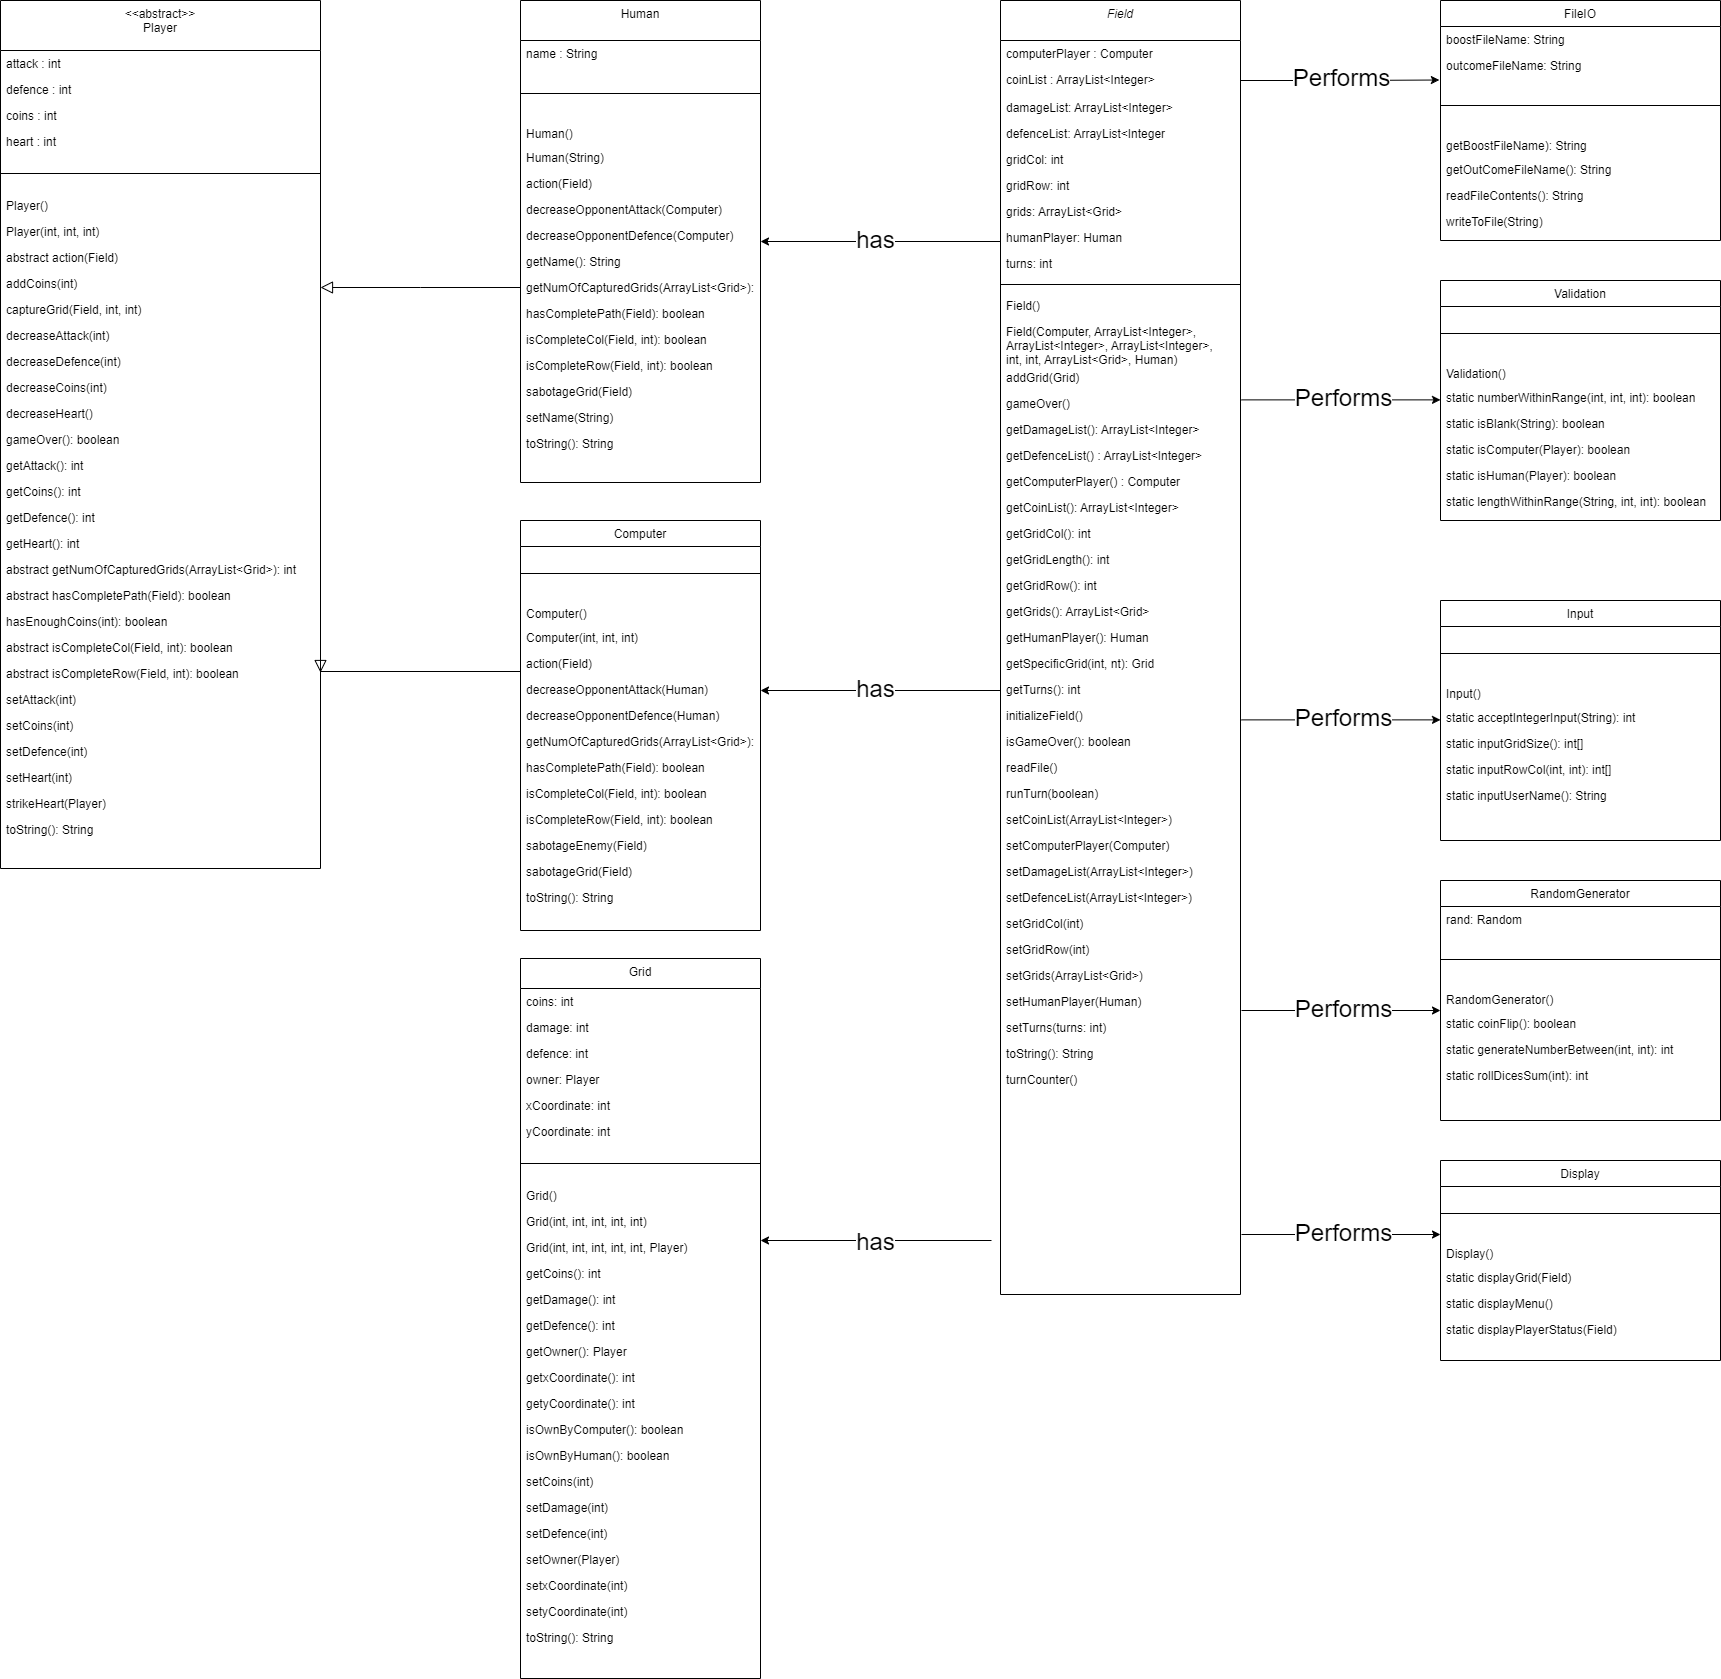 <<abstract>>
Player
attack : int
defence : int
coins : int
heart : int
Player()
Player(int, int, int)
abstract action(Field)
addCoins(int)
captureGrid(Field, int, int)
decreaseAttack(int)
decreaseDefence(int)
decreaseCoins(int)
decreaseHeart()
gameOver(): boolean
getAttack(): int
getCoins(): int
getDefence(): int
getHeart(): int
abstract getNumOfCapturedGrids(ArrayList<Grid>): int
abstract hasCompletePath(Field): boolean
hasEnoughCoins(int): boolean
abstract isCompleteCol(Field, int): boolean
abstract isCompleteRow(Field, int): boolean
setAttack(int)
setCoins(int)
setDefence(int)
setHeart(int)
strikeHeart(Player)
toString(): String
Human
name : String
Human()
Human(String)
action(Field)
decreaseOpponentAttack(Computer)
decreaseOpponentDefence(Computer)
getName(): String
getNumOfCapturedGrids(ArrayList<Grid>):
hasCompletePath(Field): boolean
isCompleteCol(Field, int): boolean
isCompleteRow(Field, int): boolean
sabotageGrid(Field)
setName(String)
toString(): String
Computer
Computer()
Computer(int, int, int)
action(Field)
decreaseOpponentAttack(Human)
decreaseOpponentDefence(Human)
getNumOfCapturedGrids(ArrayList<Grid>):
hasCompletePath(Field): boolean
isCompleteCol(Field, int): boolean
isCompleteRow(Field, int): boolean
sabotageEnemy(Field)
sabotageGrid(Field)
toString(): String
Grid
coins: int
damage: int
defence: int
owner: Player
xCoordinate: int
yCoordinate: int
Grid()
Grid(int, int, int, int, int)
Grid(int, int, int, int, int, Player)
getCoins(): int
getDamage(): int
getDefence(): int
getOwner(): Player
getxCoordinate(): int
getyCoordinate(): int
isOwnByComputer(): boolean
isOwnByHuman(): boolean
setCoins(int)
setDamage(int)
setDefence(int)
setOwner(Player)
setxCoordinate(int)
setyCoordinate(int)
toString(): String
has
has
has
Field
computerPlayer : Computer
coinList : ArrayList<Integer>
damageList: ArrayList<Integer>
defenceList: ArrayList<Integer
gridCol: int
gridRow: int
grids: ArrayList<Grid>
humanPlayer: Human
turns: int
Field()
Field(Computer, ArrayList<Integer>,
ArrayList<Integer>, ArrayList<Integer>,
int, int, ArrayList<Grid>, Human)
addGrid(Grid)
gameOver()
getDamageList(): ArrayList<Integer>
getDefenceList() : ArrayList<Integer>
getComputerPlayer() : Computer
getCoinList(): ArrayList<Integer>
getGridCol(): int
getGridLength(): int
getGridRow(): int
getGrids(): ArrayList<Grid>
getHumanPlayer(): Human
getSpecificGrid(int, nt): Grid
getTurns(): int
initializeField()
isGameOver(): boolean
readFile()
runTurn(boolean)
setCoinList(ArrayList<Integer>)
setComputerPlayer(Computer)
setDamageList(ArrayList<Integer>)
setDefenceList(ArrayList<Integer>)
setGridCol(int)
setGridRow(int)
setGrids(ArrayList<Grid>)
setHumanPlayer(Human)
setTurns(turns: int)
toString(): String
turnCounter()
Performs
Performs
Performs
Performs
Performs
FileIO
boostFileName: String
outcomeFileName: String
getBoostFileName): String
getOutComeFileName(): String
readFileContents(): String
writeToFile(String)
Validation
Validation()
static numberWithinRange(int, int, int): boolean
static isBlank(String): boolean
static isComputer(Player): boolean
static isHuman(Player): boolean
static lengthWithinRange(String, int, int): boolean
Input
Input()
static acceptIntegerInput(String): int
static inputGridSize(): int[]
static inputRowCol(int, int): int[]
static inputUserName(): String
RandomGenerator
rand: Random
RandomGenerator()
static coinFlip(): boolean
static generateNumberBetween(int, int): int
static rollDicesSum(int): int
Display
Display()
static displayGrid(Field)
static displayMenu()
static displayPlayerStatus(Field)